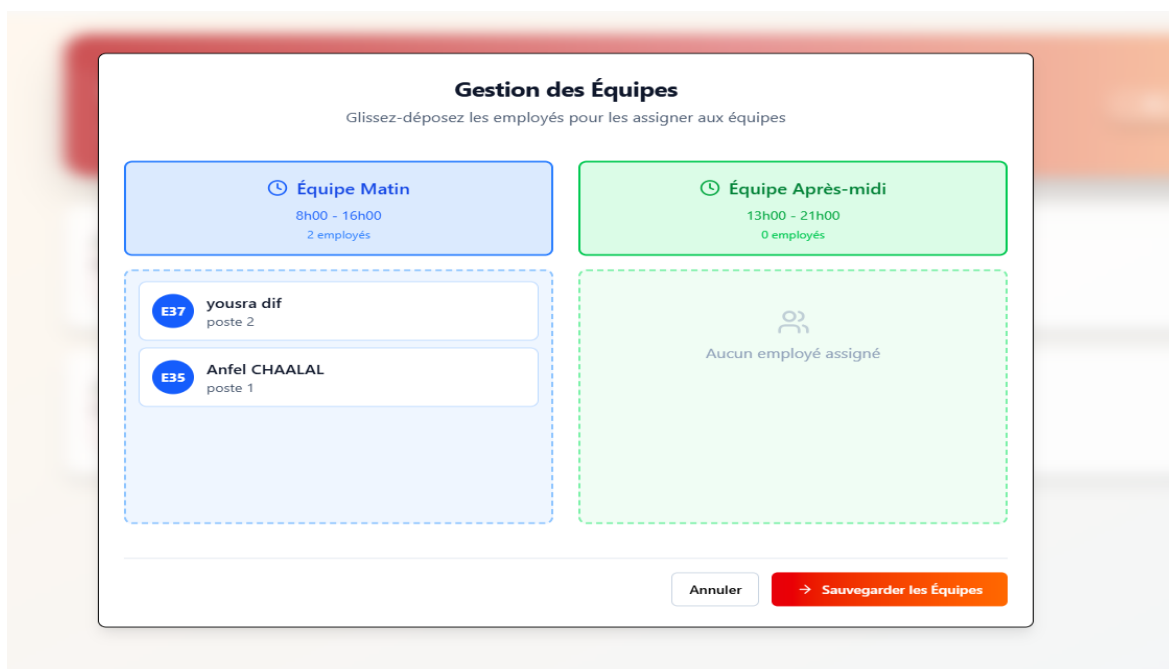 Gestion des Équipes
Glissez-déposez les employés pour les assigner aux équipes
Équipe Matin
8h00 - 16h00
2 employés
Équipe Après-midi
13h00 - 21h00
0 employés
E37
yousra dif
poste 2
E35
Anfel CHAALAL
poste 1
Aucun employé assigné
Annuler
→ Sauvegarder les Équipes